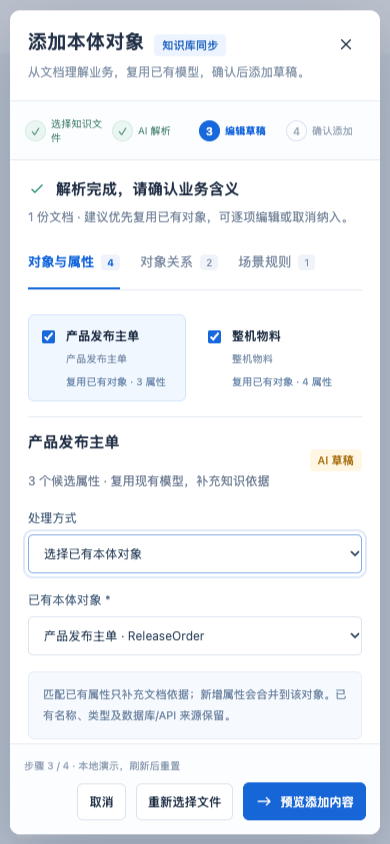 添加本体对象 知识库同步
从文档理解业务，复用已有模型，确认后添加草稿。
选择知识文
件
AI 解析
3 编辑草稿
4 确认添加
解析完成，请确认业务含义
1 份文档 · 建议优先复用已有对象，可逐项编辑或取消纳入。
对象与属性 4 对象关系 2 场景规则 1
产品发布主单
产品发布主单
复用已有对象 · 3 属性
整机物料
整机物料
复用已有对象 · 4 属性
产品发布主单
AI 草稿
3 个候选属性 · 复用现有模型，补充知识依据
处理方式
选择已有本体对象
已有本体对象 *
产品发布主单 · ReleaseOrder
匹配已有属性只补充文档依据；新增属性会合并到该对象。已
有名称、类型及数据库/API 来源保留。
步骤 3 / 4 · 本地演示，刷新后重置
取消 重新选择文件 预览添加内容